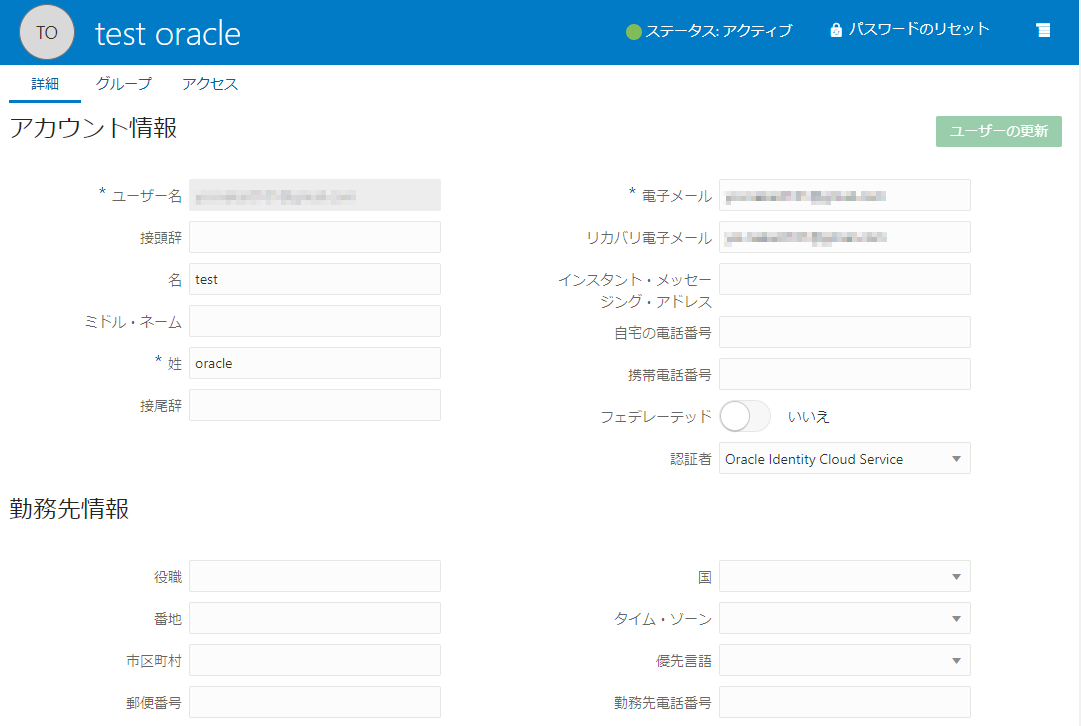 TO
test oracle
ステータス: アクティブ
パスワードのリセット
詳細
グループ
アクセス
アカウント情報
ユーザーの更新
* ユーザー名
接頭辞
名
test
ミドル・ネーム
* 姓
oracle
接尾辞
* 電子メール
リカバリ電子メール
インスタント・メッセー
ジング・アドレス
自宅の電話番号
携帯電話番号
フェデレーテッド
いいえ
認証者
Oracle Identity Cloud Service
勤務先情報
役職
番地
市区町村
郵便番号
国
タイム・ゾーン
優先言語
勤務先電話番号